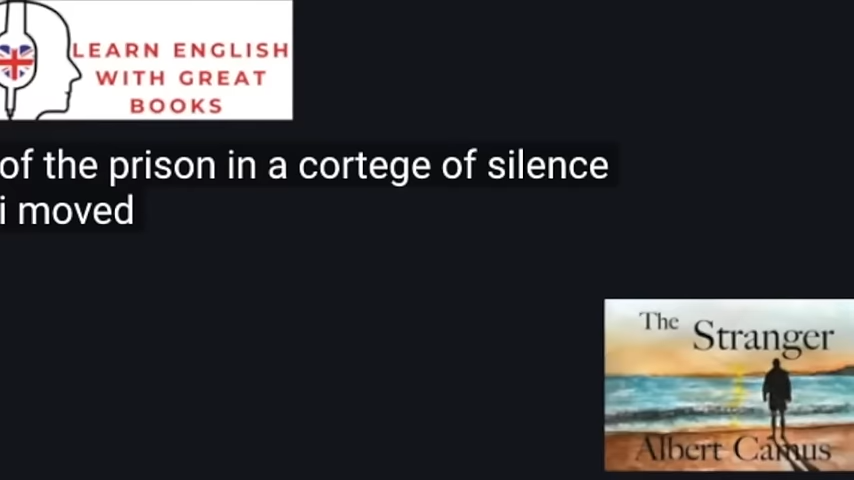 LEARN ENGLISH
WITH GREAT
BOOKS
of the prison in a cortege of silence
i moved
The Stranger
Albert Camus